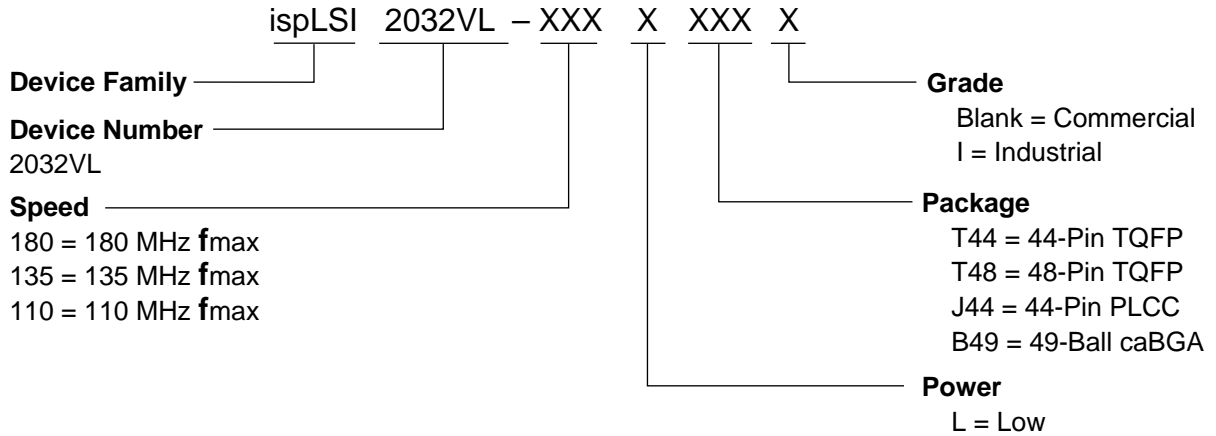 ispLSI 2032VL – XXX X XXX X
Device Family
Device Number
2032VL
Speed
180 = 180 MHz fmax
135 = 135 MHz fmax
110 = 110 MHz fmax
Grade
Blank = Commercial
I = Industrial
Package
T44 = 44-Pin TQFP
T48 = 48-Pin TQFP
J44 = 44-Pin PLCC
B49 = 49-Ball caBGA
Power
L = Low